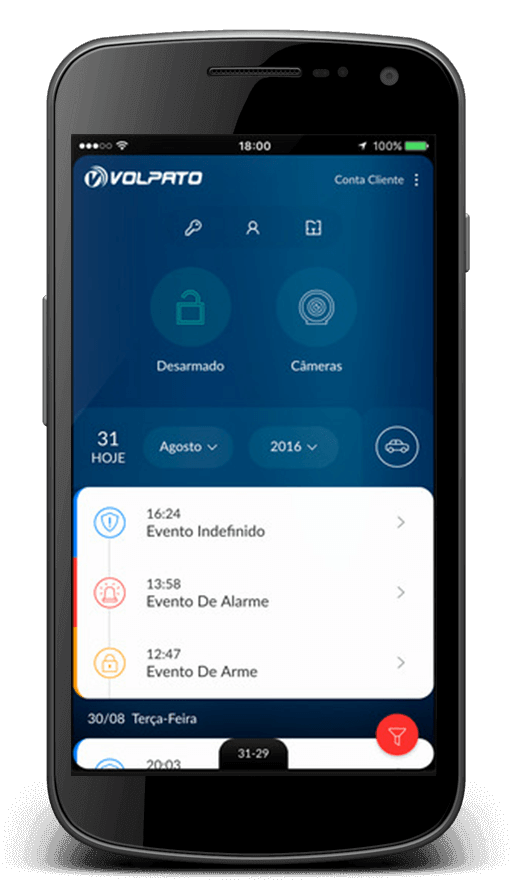 18:00
100%
VOLPATO
Conta Cliente
Desarmado
Câmeras
31
HOJE
Agosto
2016
16:24
Evento Indefinido
13:58
Evento De Alarme
12:47
Evento De Arme
30/08 Terça-Feira
20:03
31-29